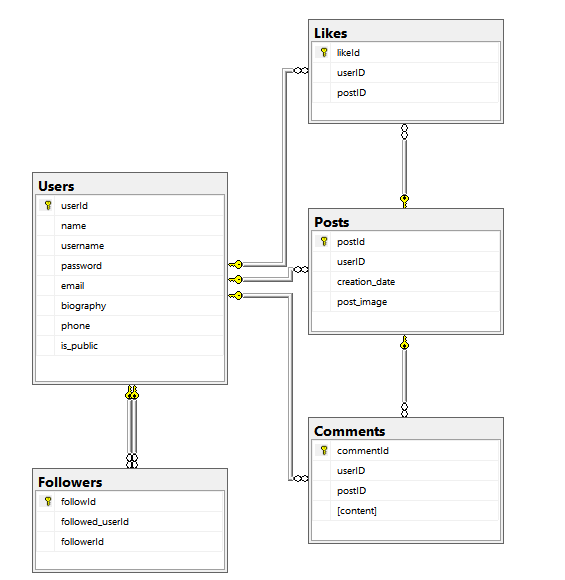 Likes
likeId
userID
postID
Users
userId
name
username
password
email
biography
phone
is_public
Posts
postId
userID
creation_date
post_image
Comments
commentId
userID
postID
[content]
Followers
followId
followed_userId
followerId